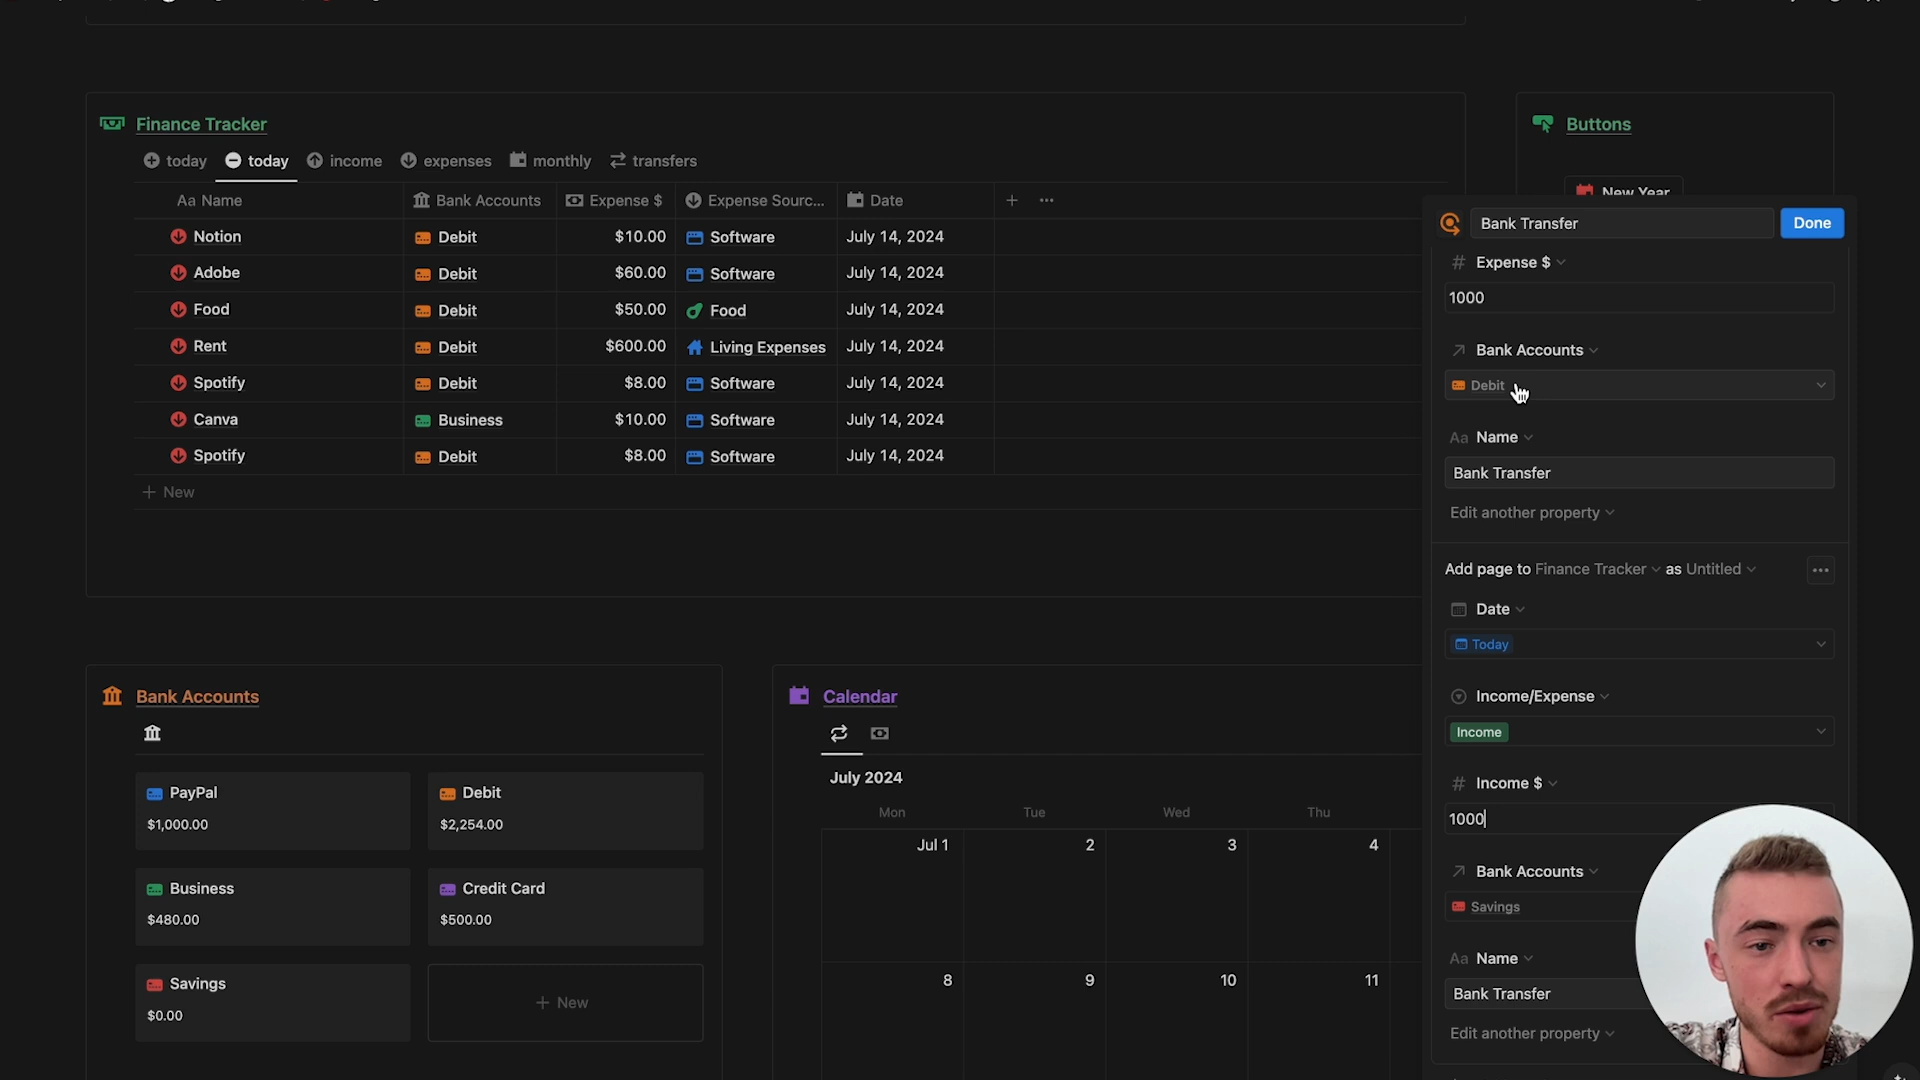 Finance Tracker
today
today
income
expenses
monthly
transfers
Aa Name
Bank Accounts
Expense $
Expense Sourc...
Date
+
...
Notion
Debit
$10.00
Software
July 14, 2024
Adobe
Debit
$60.00
Software
July 14, 2024
Food
Debit
$50.00
Food
July 14, 2024
Rent
Debit
$600.00
Living Expenses
July 14, 2024
Spotify
Debit
$8.00
Software
July 14, 2024
Canva
Business
$10.00
Software
July 14, 2024
Spotify
Debit
$8.00
Software
July 14, 2024
+ New
Buttons
New Year
Bank Transfer
Done
# Expense $
1000
Bank Accounts
Debit
Aa Name
Bank Transfer
Edit another property
Add page to Finance Tracker as Untitled
...
Date
Today
Income/Expense
Income
# Income $
1000
Bank Accounts
Savings
Aa Name
Bank Transfer
Edit another property
Bank Accounts
PayPal
$1,000.00
Debit
$2,254.00
Business
$480.00
Credit Card
$500.00
Savings
$0.00
+ New
Calendar
July 2024
Mon
Tue
Wed
Thu
Jul 1
2
3
4
8
9
10
11